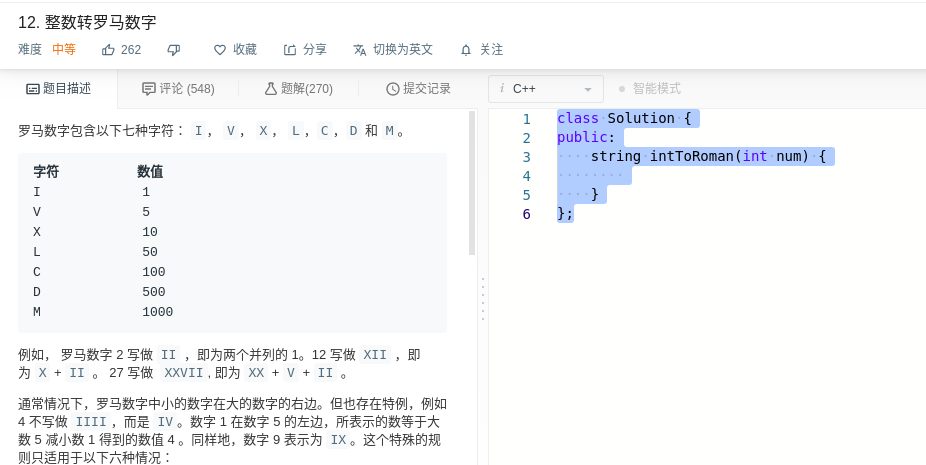 12. 整数转罗马数字
难度 中等 262 收藏 分享 切换为英文 关注
题目描述 评论 (548) 题解(270) 提交记录 i C++ 智能模式
罗马数字包含以下七种字符： I ， V ， X ， L ，C ，D 和 M 。
字符 数值
I 1
V 5
X 10
L 50
C 100
D 500
M 1000
例如， 罗马数字 2 写做 II ，即为两个并列的 1。12 写做 XII ，即
为 X + II 。 27 写做 XXVII , 即为 XX + V + II 。
通常情况下，罗马数字中小的数字在大的数字的右边。但也存在特例，例如
4 不写做 IIII ，而是 IV 。数字 1 在数字 5 的左边，所表示的数等于大
数 5 减小数 1 得到的数值 4 。同样地，数字 9 表示为 IX 。这个特殊的规
则只适用于以下六种情况：
1 class Solution {
2 public:
3 ····string intToRoman(int num) {
4 ········
5 ····}
6 };